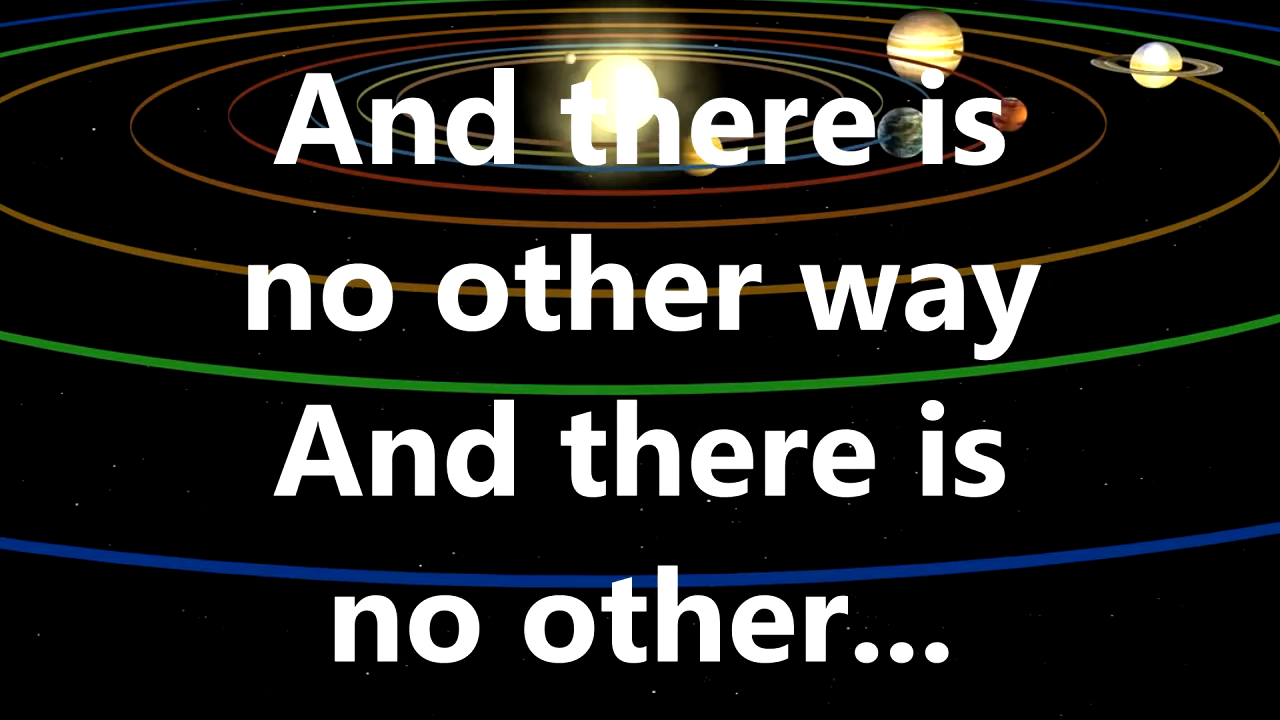 And there is
no other way
And there is
no other...